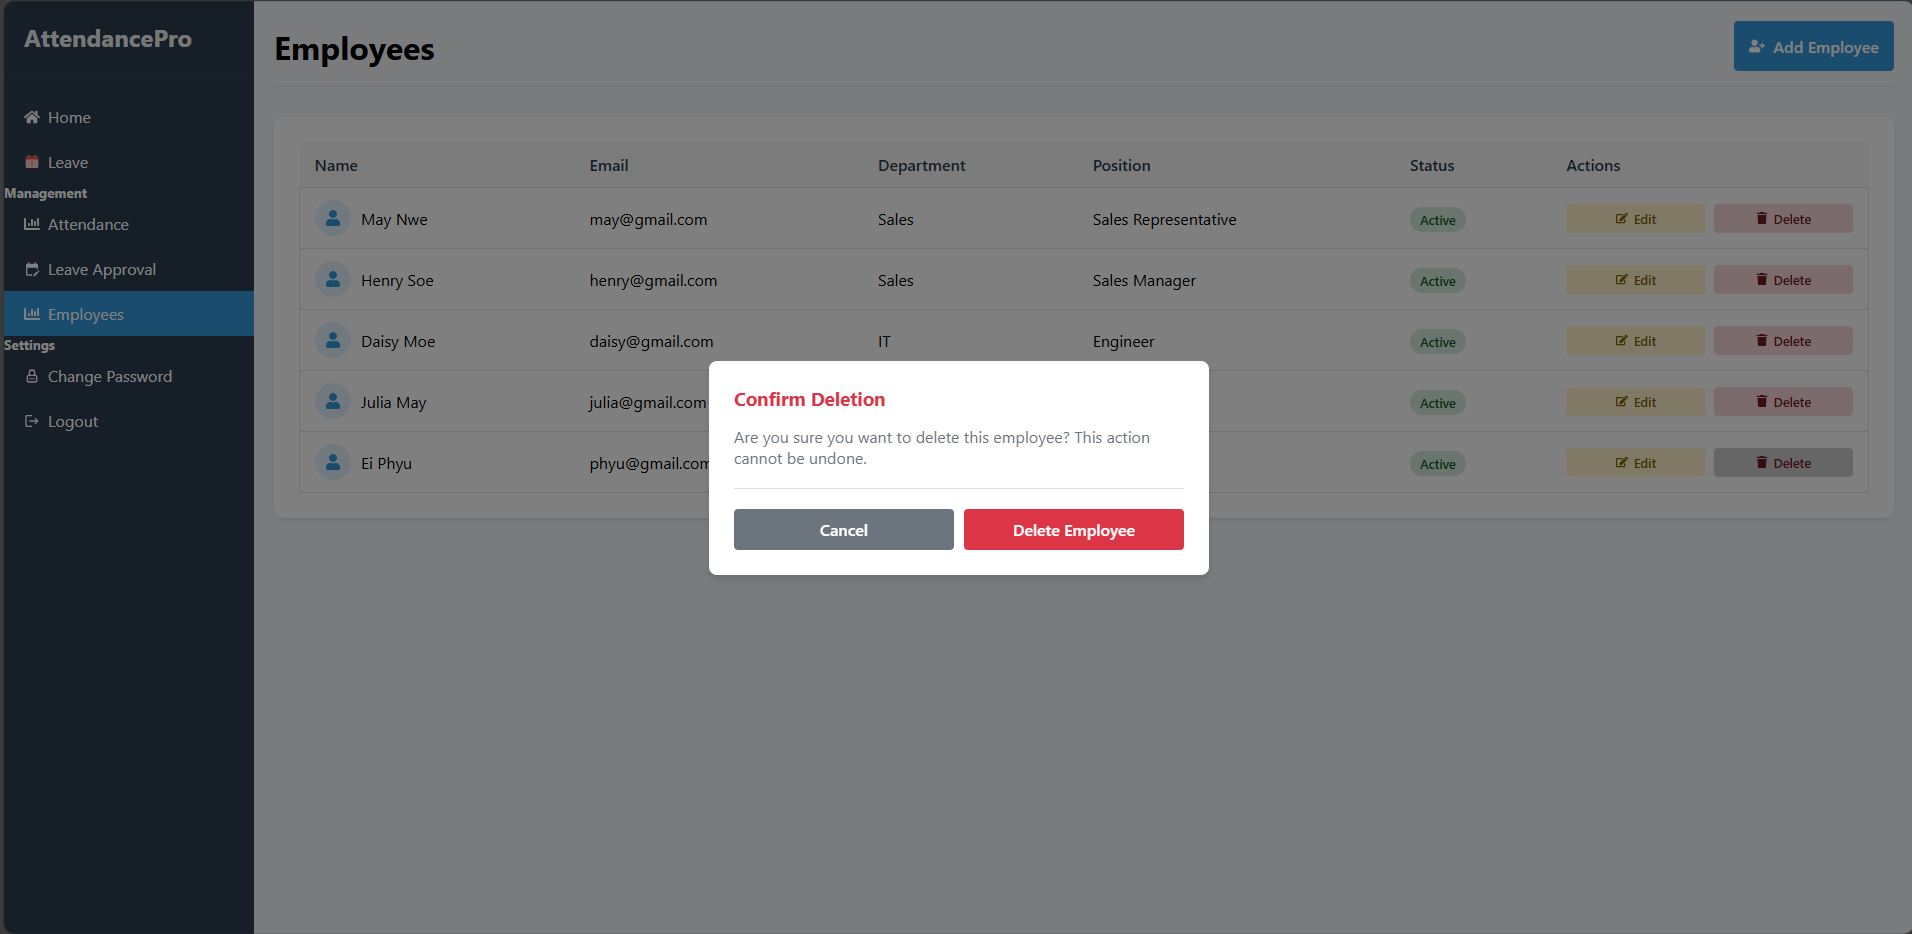 AttendancePro
Home
Leave
Management
Attendance
Leave Approval
Employees
Settings
Change Password
Logout
Employees
Add Employee
Name Email Department Position Status Actions
May Nwe may@gmail.com Sales Sales Representative Active Edit Delete
Henry Soe henry@gmail.com Sales Sales Manager Active Edit Delete
Daisy Moe daisy@gmail.com IT Engineer Active Edit Delete
Julia May julia@gmail.com Active Edit Delete
Ei Phyu phyu@gmail.com Active Edit Delete
Confirm Deletion
Are you sure you want to delete this employee? This action
cannot be undone.
Cancel Delete Employee